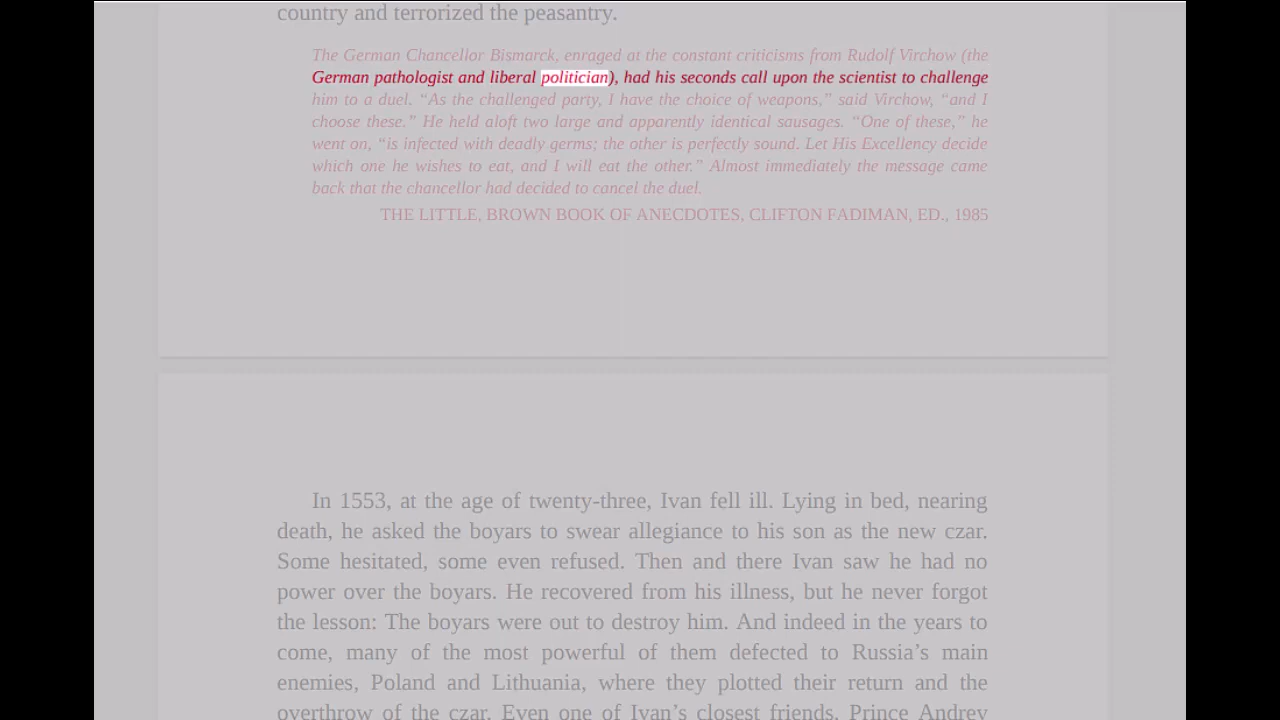 country and terrorized the peasantry.
The German Chancellor Bismarck, enraged at the constant criticisms from Rudolf Virchow (the
German pathologist and liberal politician), had his seconds call upon the scientist to challenge
him to a duel. “As the challenged party, I have the choice of weapons,” said Virchow, “and I
choose these.” He held aloft two large and apparently identical sausages. “One of these,” he
went on, “is infected with deadly germs; the other is perfectly sound. Let His Excellency decide
which one he wishes to eat, and I will eat the other.” Almost immediately the message came
back that the chancellor had decided to cancel the duel.
THE LITTLE, BROWN BOOK OF ANECDOTES, CLIFTON FADIMAN, ED., 1985
In 1553, at the age of twenty-three, Ivan fell ill. Lying in bed, nearing
death, he asked the boyars to swear allegiance to his son as the new czar.
Some hesitated, some even refused. Then and there Ivan saw he had no
power over the boyars. He recovered from his illness, but he never forgot
the lesson: The boyars were out to destroy him. And indeed in the years to
come, many of the most powerful of them defected to Russia’s main
enemies, Poland and Lithuania, where they plotted their return and the
overthrow of the czar. Even one of Ivan’s closest friends, Prince Andrey